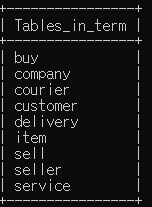 +----------------+
| Tables_in_term |
+----------------+
| buy            |
| company        |
| courier        |
| customer       |
| delivery       |
| item           |
| sell           |
| seller         |
| service        |
+----------------+